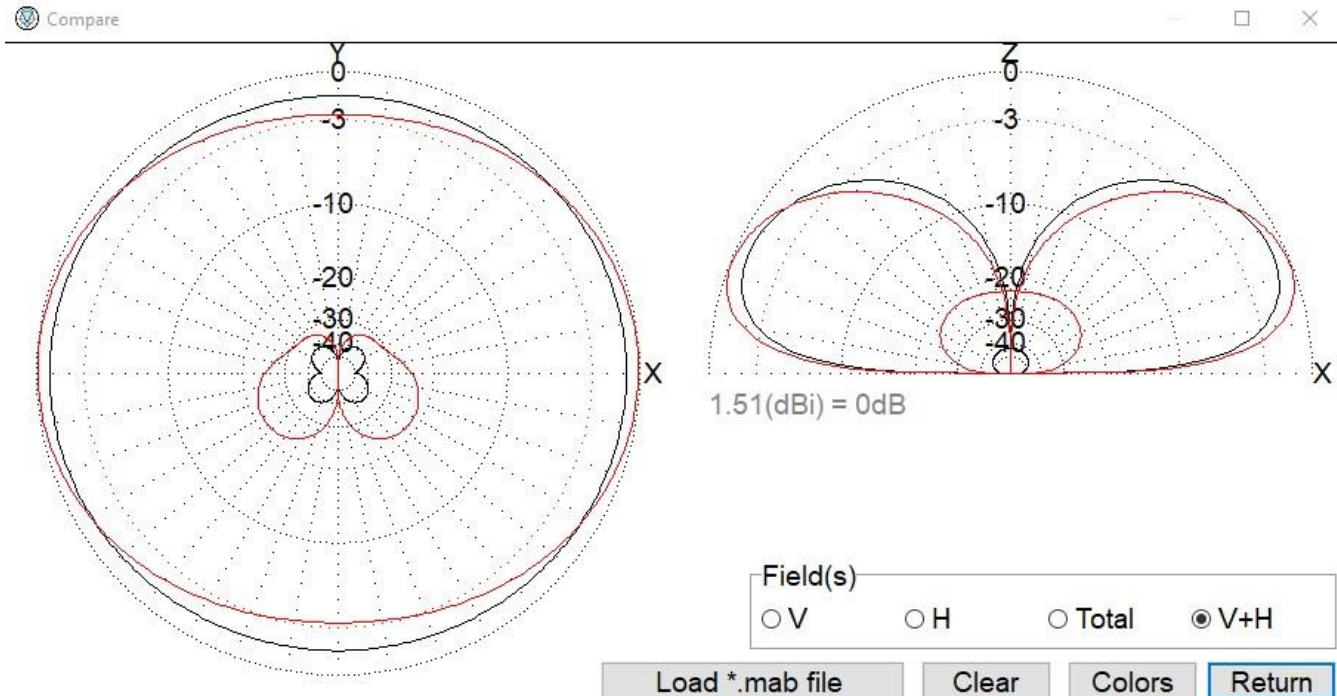 Compare
Y
0
-3
-10
-20
-30
-40
X
Z
0
-3
-10
-20
-30
-40
X
1.51(dBi) = 0dB
Field(s)
V H Total V+H
Load *.mab file Clear Colors Return